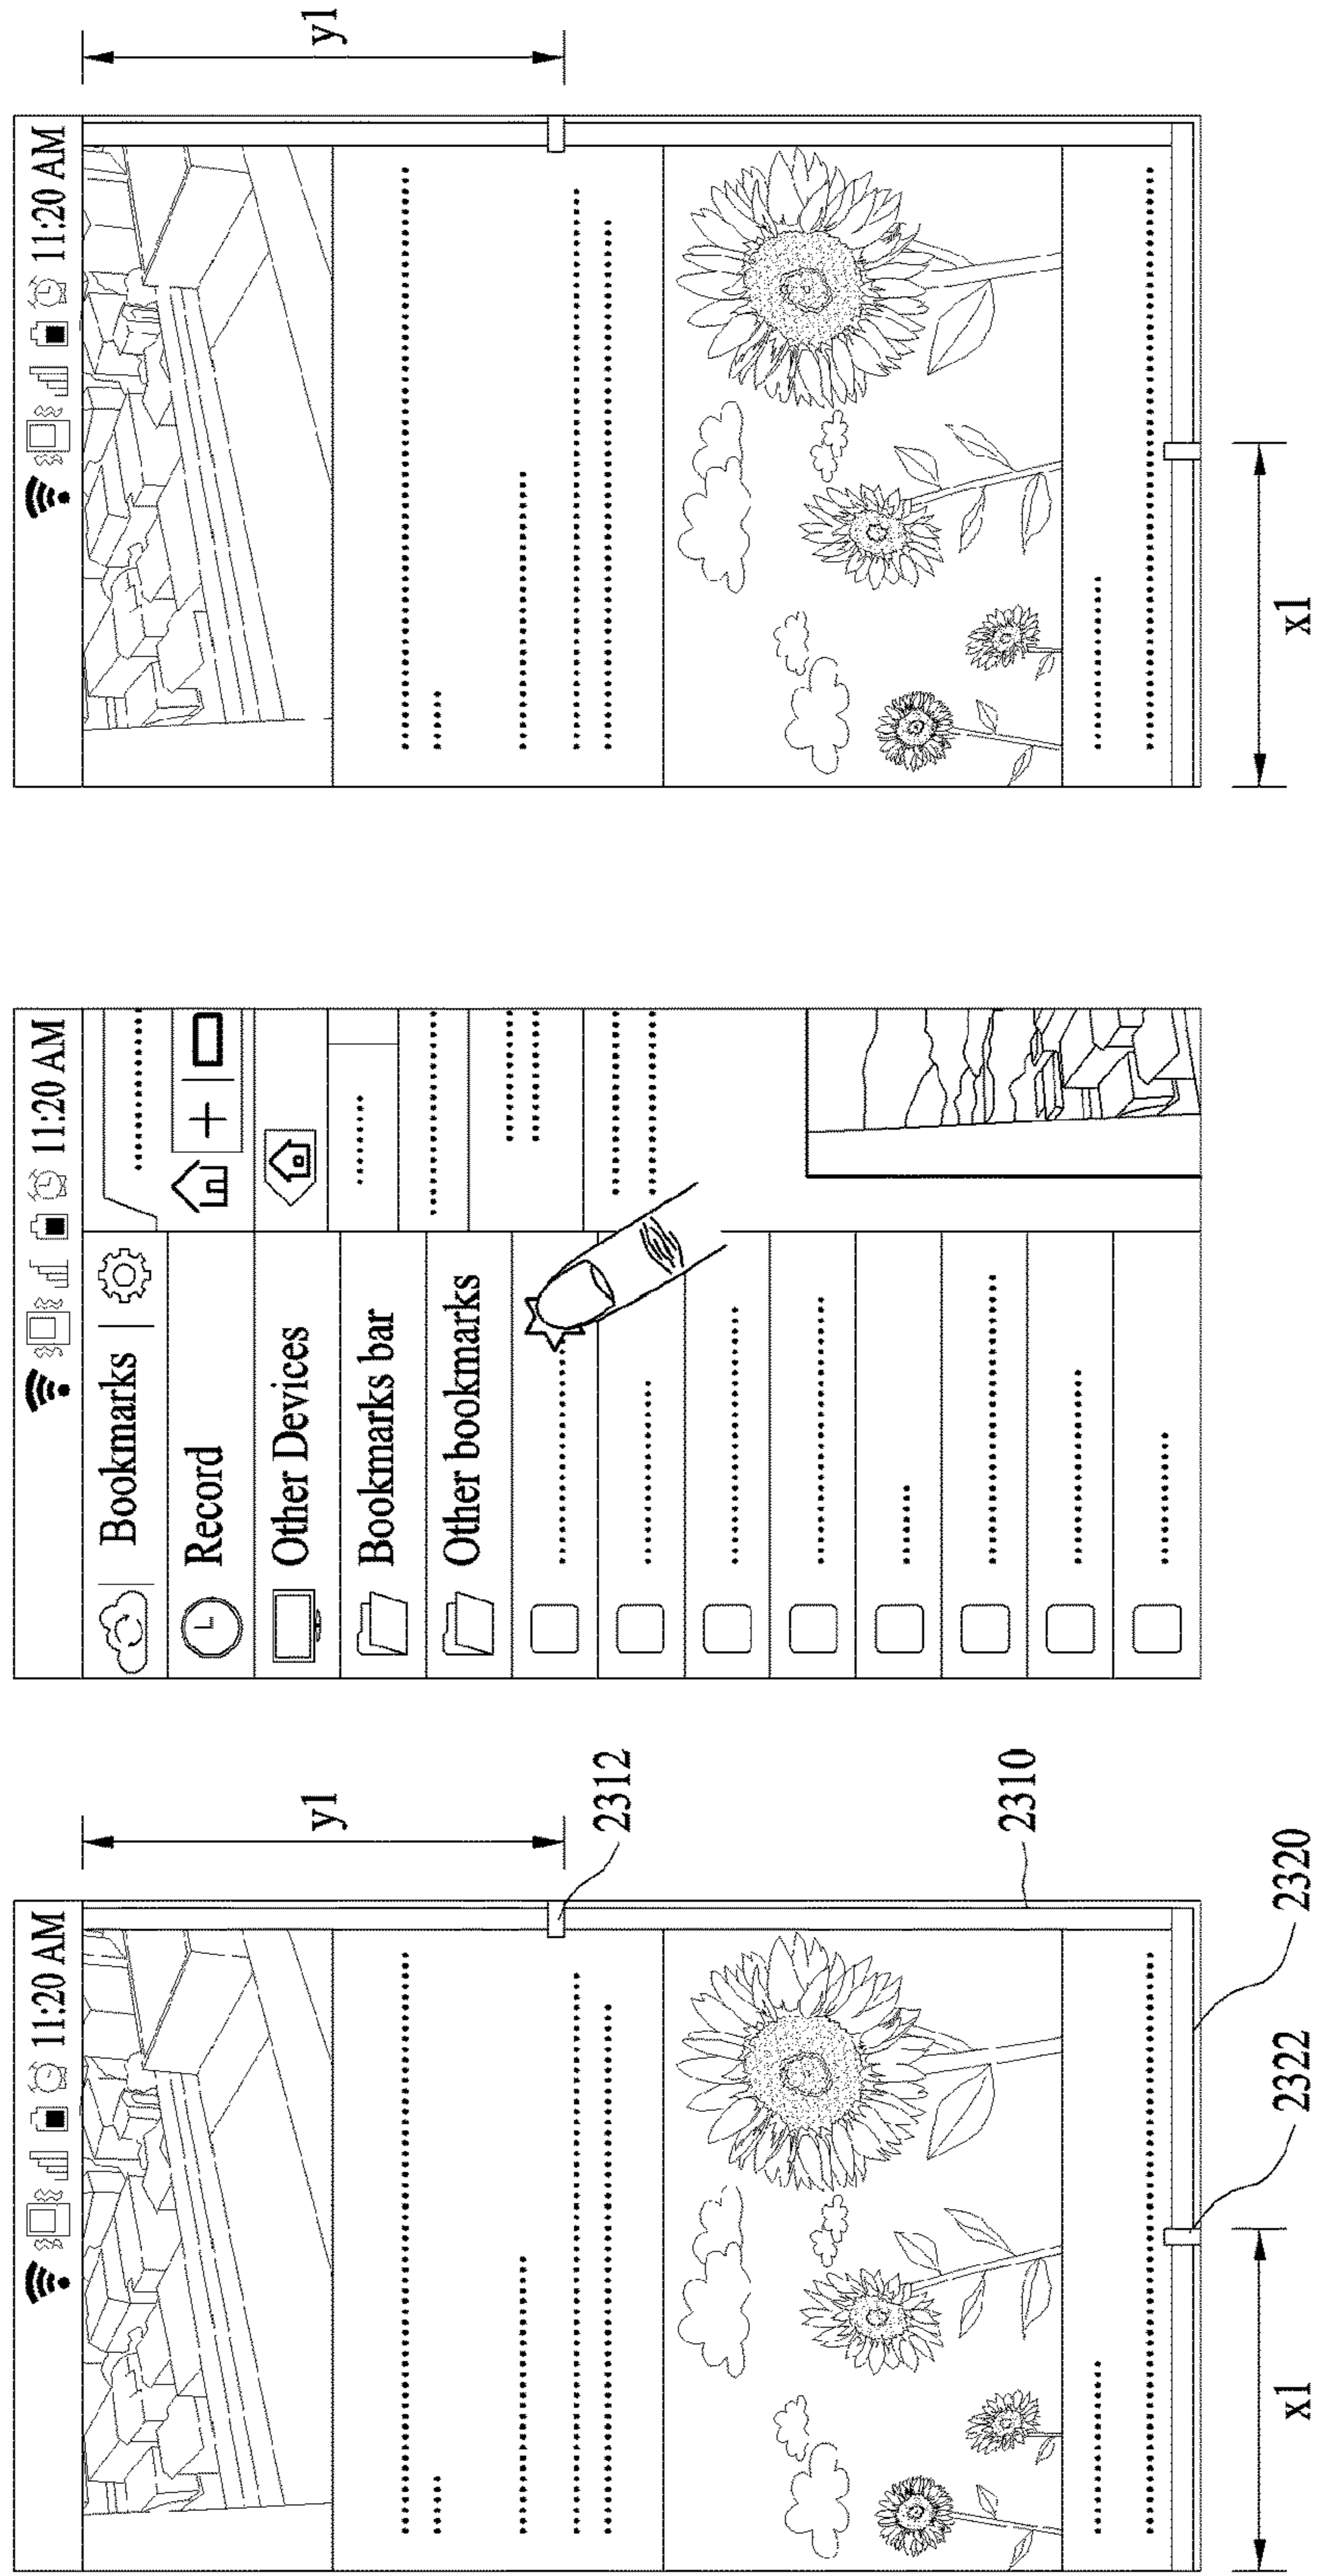 11:20 AM
y1
2312
2310
2320
2322
x1
11:20 AM
Bookmarks
Record
Other Devices
Bookmarks bar
Other bookmarks
11:20 AM
y1
x1